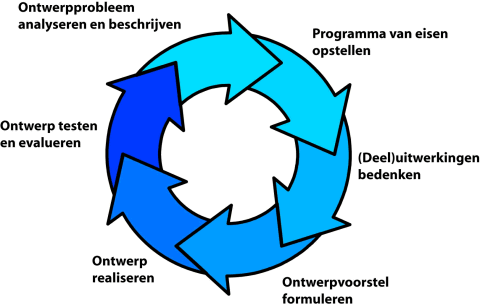 Ontwerpprobleem
analyseren en beschrijven
Programma van eisen
opstellen
(Deel)uitwerkingen
bedenken
Ontwerpvoorstel
formuleren
Ontwerp
realiseren
Ontwerp testen
en evalueren